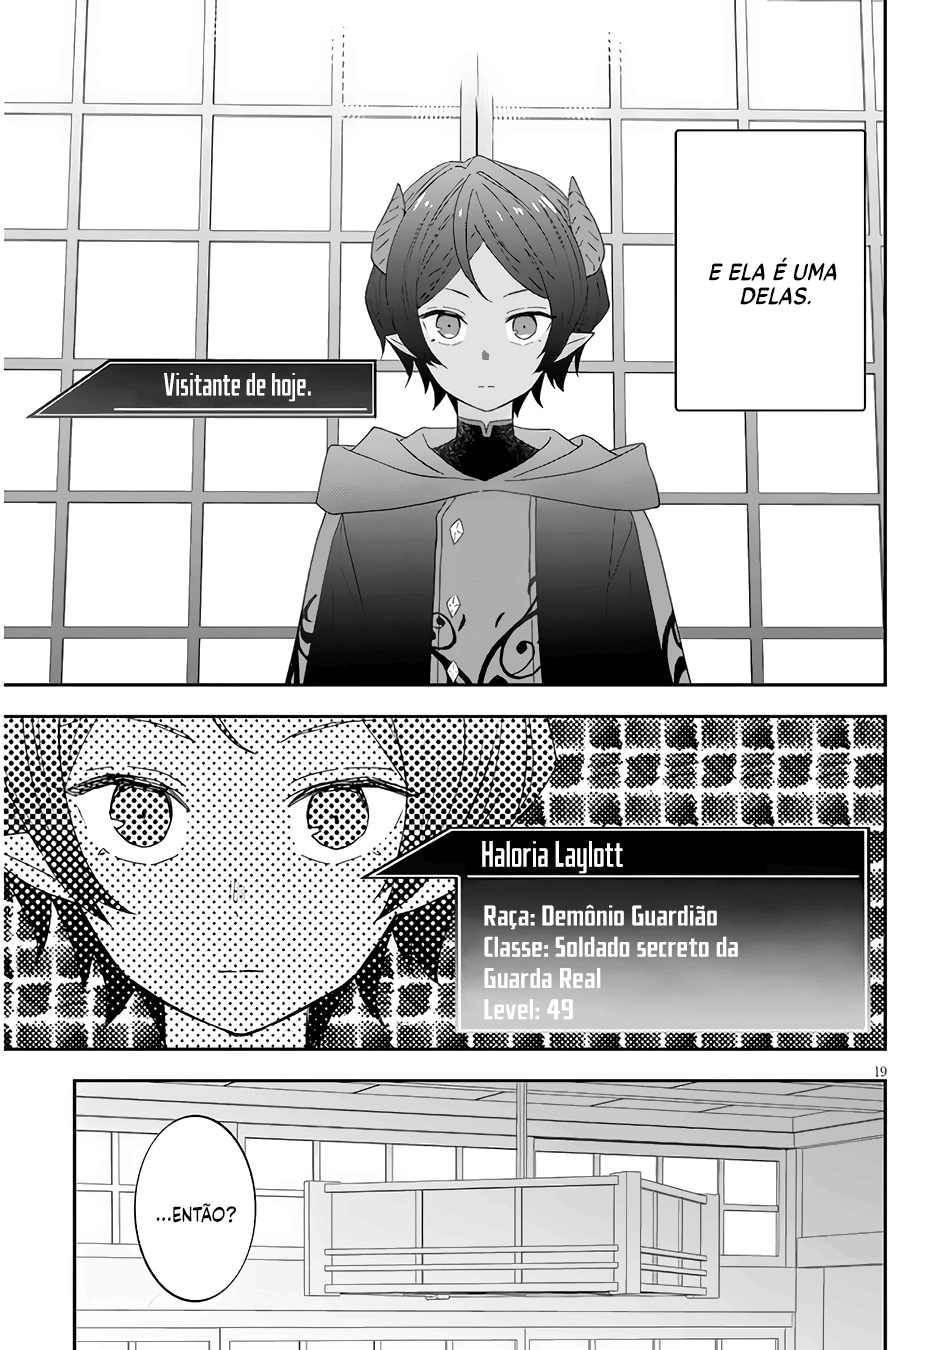 E ELA É UMA
DELAS.
Visitante de hoje.
Haloria Laylott
Raça: Demônio Guardião
Classe: Soldado secreto da
Guarda Real
Level: 49
19
...ENTÃO?